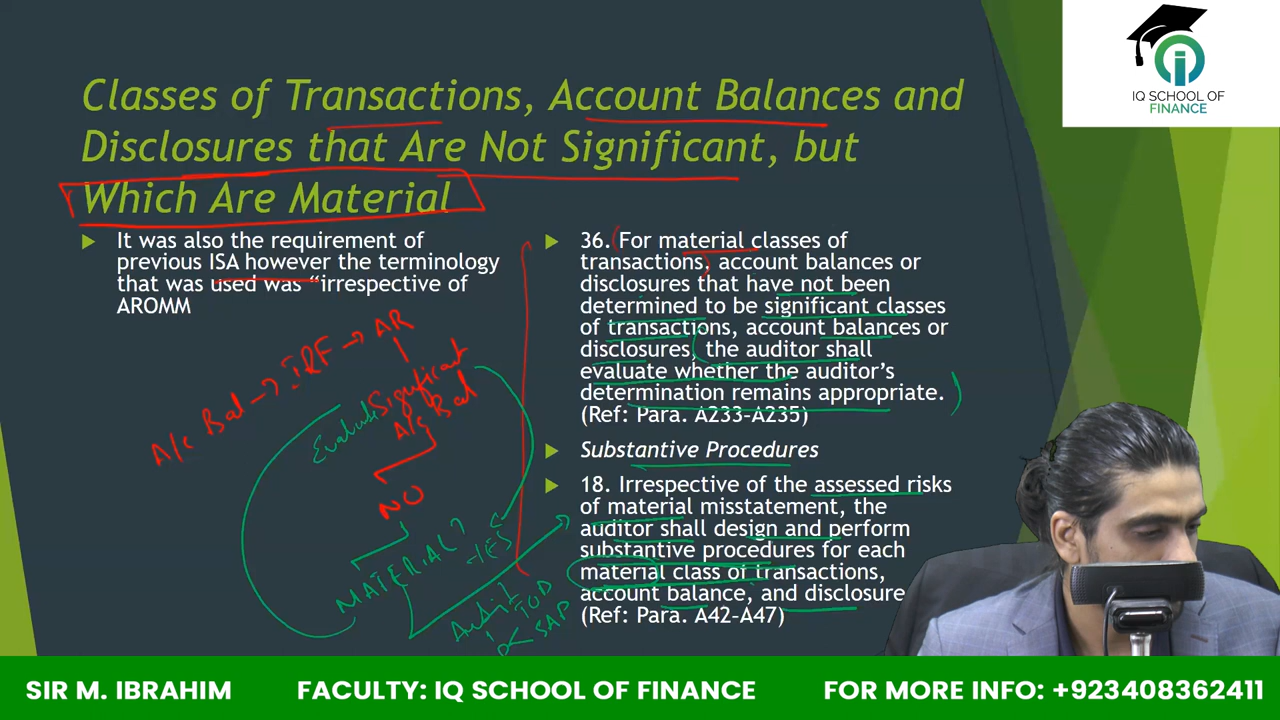 IQ SCHOOL OF
FINANCE
Classes of Transactions, Account Balances and
Disclosures that Are Not Significant, but
Which Are Material
It was also the requirement of
previous ISA however the terminology
that was used was “irrespective of
AROMM
A/c Bal → IRF → AR
Significant
A/c Bal
Evaluate
NO
MATERIAL?
YES
Audit
TOD
SAP
36. For material classes of
transactions, account balances or
disclosures that have not been
determined to be significant classes
of transactions, account balances or
disclosures, the auditor shall
evaluate whether the auditor’s
determination remains appropriate.
(Ref: Para. A233–A235)
Substantive Procedures
18. Irrespective of the assessed risks
of material misstatement, the
auditor shall design and perform
substantive procedures for each
material class of transactions,
account balance, and disclosure
(Ref: Para. A42–A47)
SIR M. IBRAHIM FACULTY: IQ SCHOOL OF FINANCE FOR MORE INFO: +923408362411